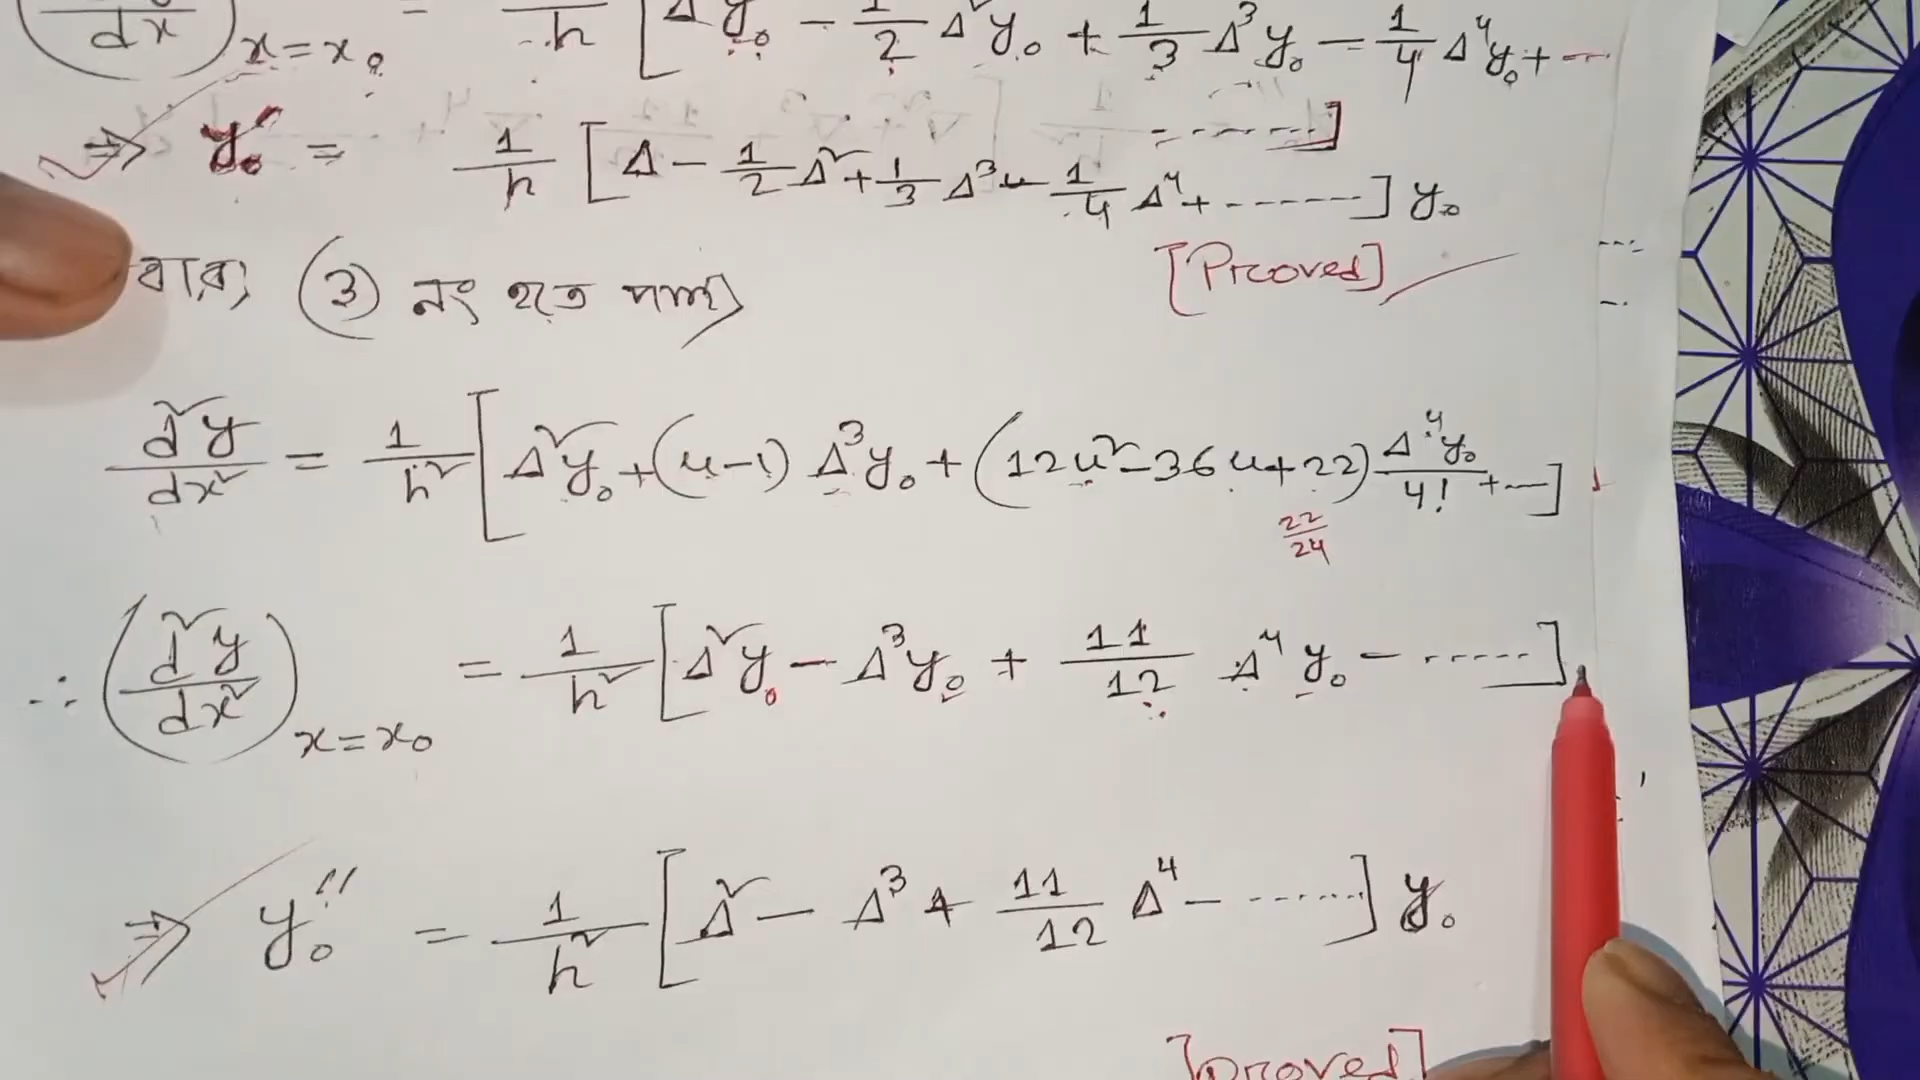 dx x=x₀ = 1/h [Δy₀ - 1/2 Δ²y₀ + 1/3 Δ³y₀ - 1/4 Δ⁴y₀ + ---
-------]
⇒ y₀′ = 1/h [Δ - 1/2 Δ² + 1/3 Δ³ - 1/4 Δ⁴ + -------] y₀
[Proved]
(3) নং হতে পাই,
d²y/dx² = 1/h² [Δ²y₀ + (u-1) Δ³y₀ + (12u² - 36u + 22) Δ⁴y₀/4! + ---]
22/24
∴ (d²y/dx²) x=x₀ = 1/h² [Δ²y₀ - Δ³y₀ + 11/12 Δ⁴y₀ - ------]
⇒ y₀″ = 1/h² [Δ² - Δ³ + 11/12 Δ⁴ - ------] y₀
[Proved]